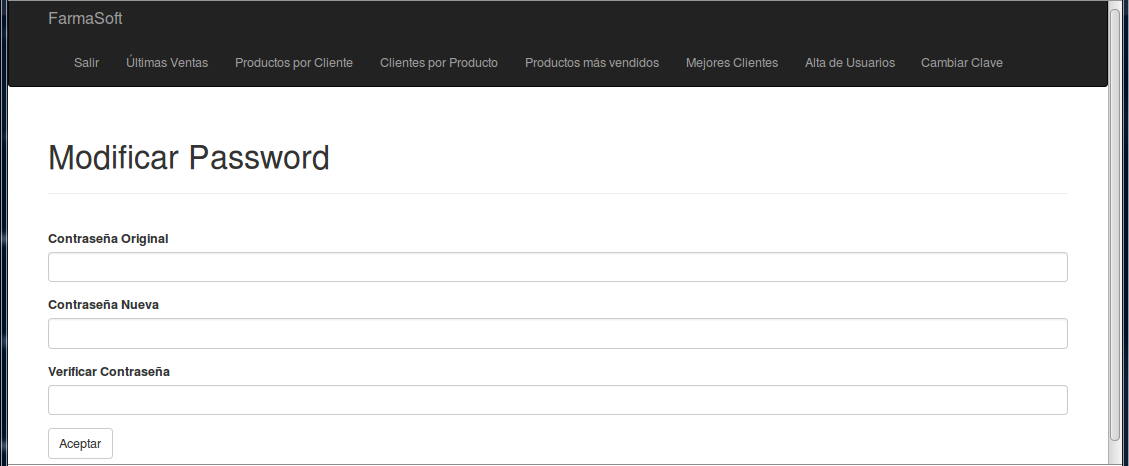 FarmaSoft
Salir Últimas Ventas Productos por Cliente Clientes por Producto Productos más vendidos Mejores Clientes Alta de Usuarios Cambiar Clave
Modificar Password
Contraseña Original
Contraseña Nueva
Verificar Contraseña
Aceptar